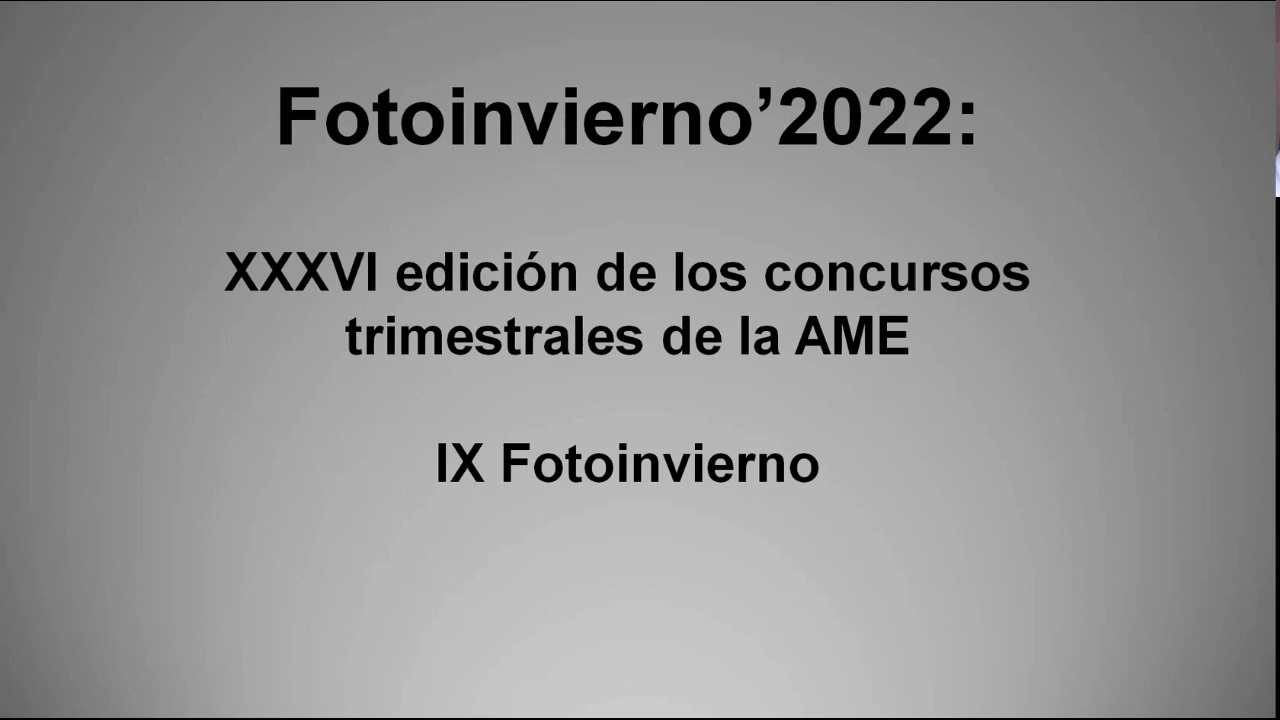 Fotoinvierno’2022:
XXXVI edición de los concursos
trimestrales de la AME
IX Fotoinvierno